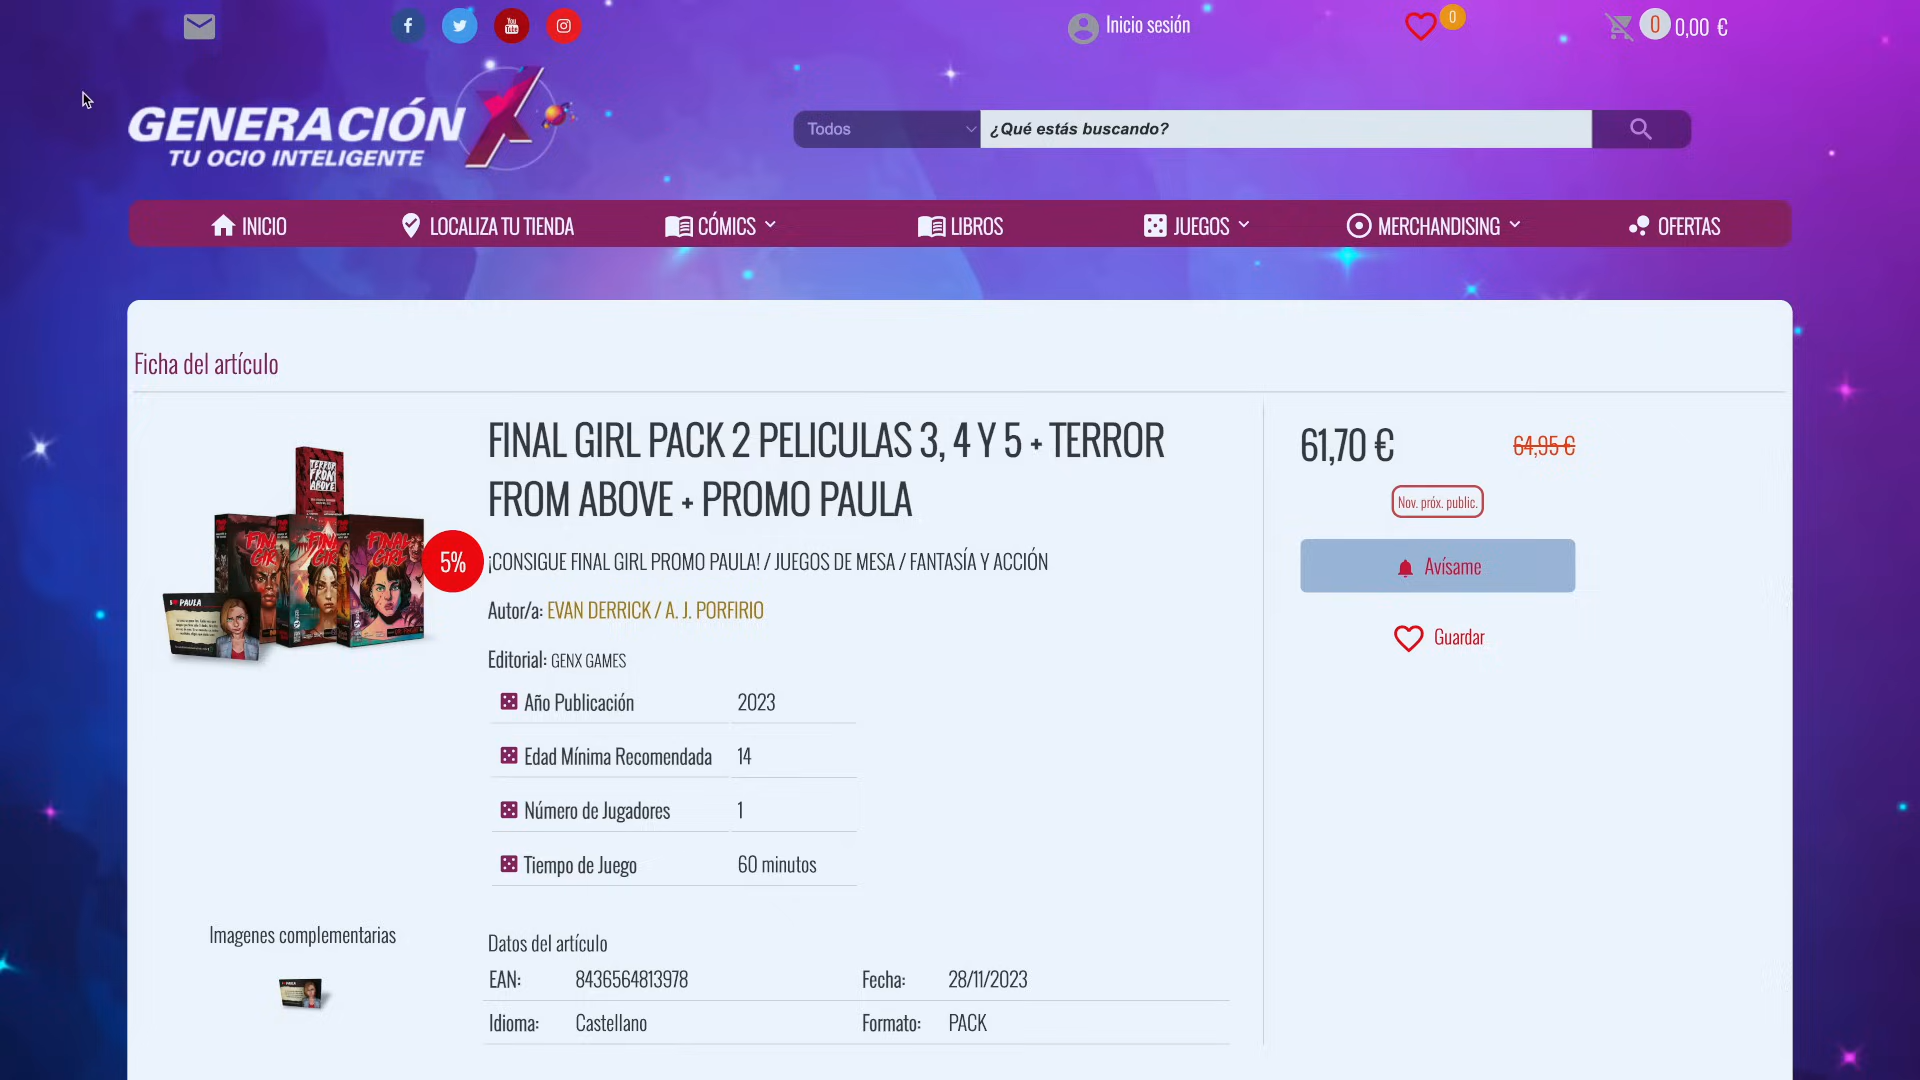 Inicio sesión
0
0
0,00 €
GENERACIÓN X
TU OCIO INTELIGENTE
Todos
¿Qué estás buscando?
INICIO
LOCALIZA TU TIENDA
CÓMICS
LIBROS
JUEGOS
MERCHANDISING
OFERTAS
Ficha del artículo
TERROR
FROM
ABOVE
PAULA
5%
FINAL GIRL PACK 2 PELICULAS 3, 4 Y 5 + TERROR
FROM ABOVE + PROMO PAULA
¡CONSIGUE FINAL GIRL PROMO PAULA! / JUEGOS DE MESA / FANTASÍA Y ACCIÓN
Autor/a: EVAN DERRICK / A. J. PORFIRIO
Editorial: GENX GAMES
Año Publicación 2023
Edad Mínima Recomendada 14
Número de Jugadores 1
Tiempo de Juego 60 minutos
61,70 €
64,95 €
Nov. próx. public.
Avísame
Guardar
Imagenes complementarias
Datos del artículo
EAN: 8436564813978 Fecha: 28/11/2023
Idioma: Castellano Formato: PACK